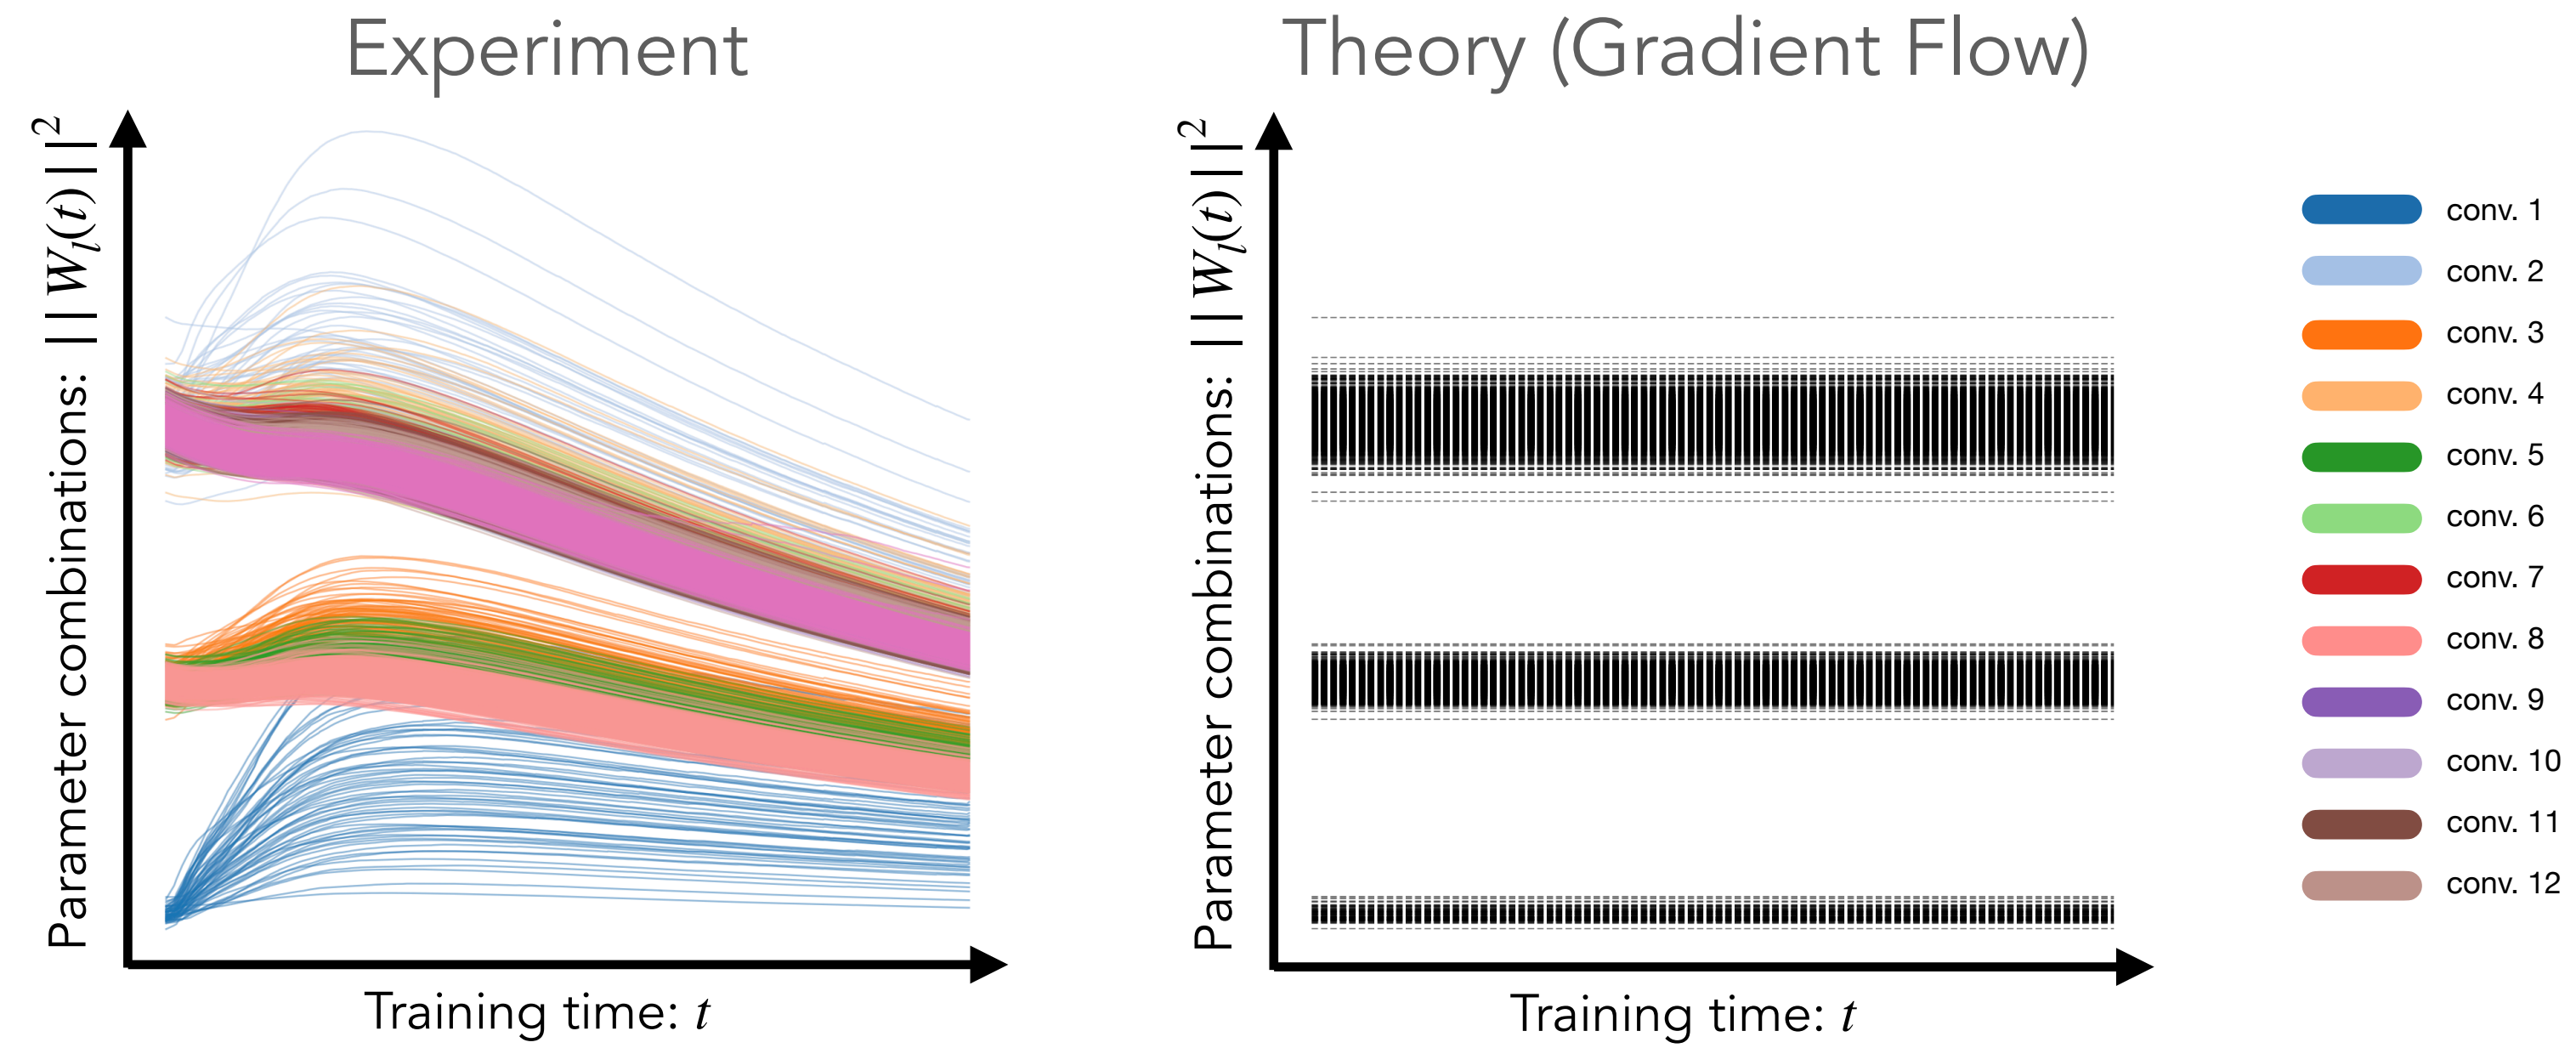 Experiment
Parameter combinations: ||W_l(t)||²
Training time: t
Theory (Gradient Flow)
Parameter combinations: ||W_l(t)||²
Training time: t
conv. 1
conv. 2
conv. 3
conv. 4
conv. 5
conv. 6
conv. 7
conv. 8
conv. 9
conv. 10
conv. 11
conv. 12